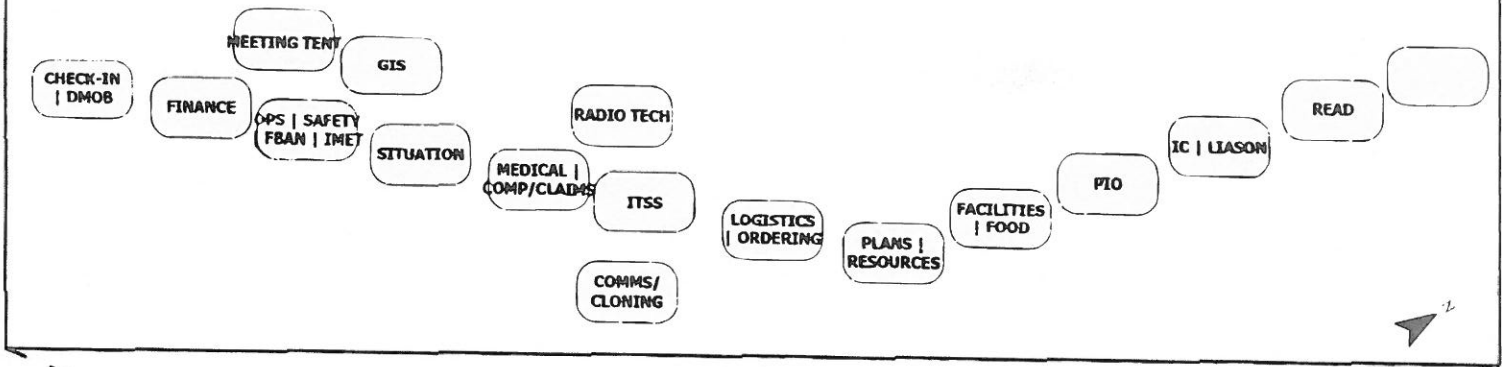 MEETING TENT
GIS
CHECK-IN
| DMOB
FINANCE
OPS | SAFETY
FBAN | IMET
SITUATION
RADIO TECH
MEDICAL |
COMP/CLAIMS
ITSS
COMMS/
CLONING
LOGISTICS
| ORDERING
PLANS |
RESOURCES
FACILITIES
| FOOD
PIO
IC | LIASON
READ
N